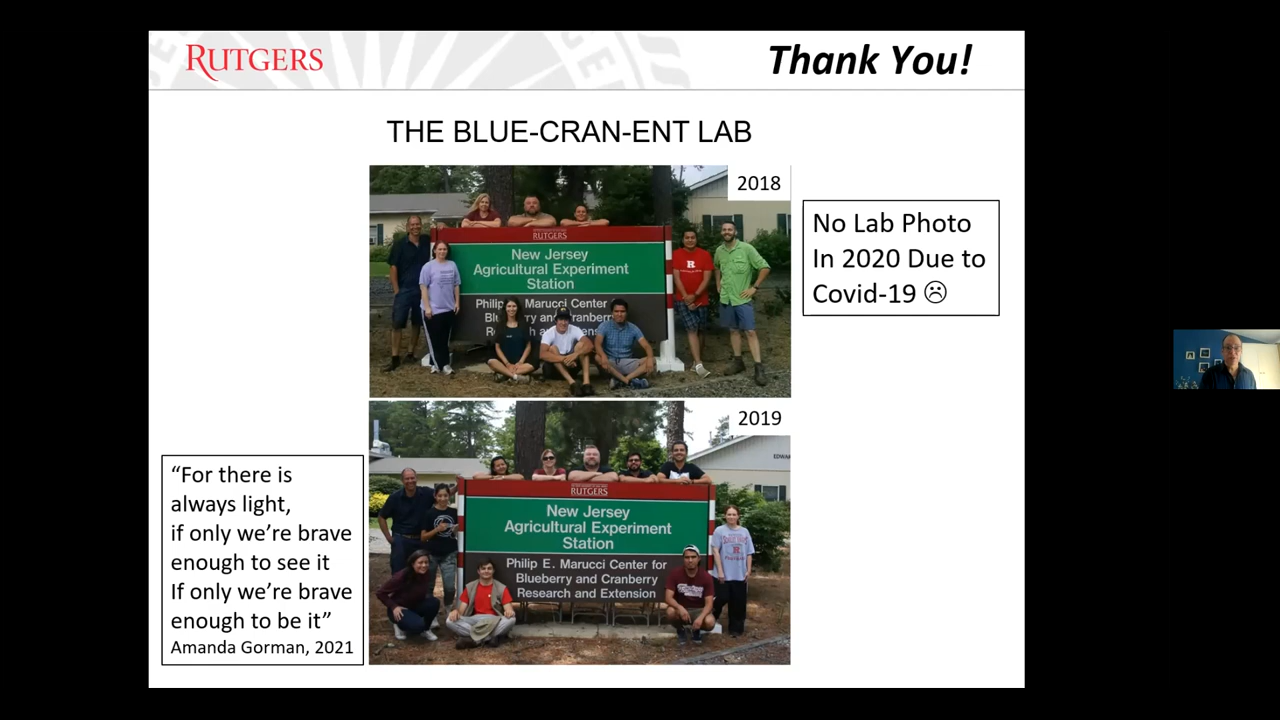 RUTGERS
Thank You!
THE BLUE-CRAN-ENT LAB
2018
RUTGERS
New Jersey
Agricultural Experiment
Station
Marucci Center
R
No Lab Photo
In 2020 Due to
Covid-19 ☹
2019
RUTGERS
New Jersey
Agricultural Experiment
Station
Philip E. Marucci Center for
Blueberry and Cranberry
Research and Extension
R
“For there is
always light,
if only we’re brave
enough to see it
If only we’re brave
enough to be it”
Amanda Gorman, 2021